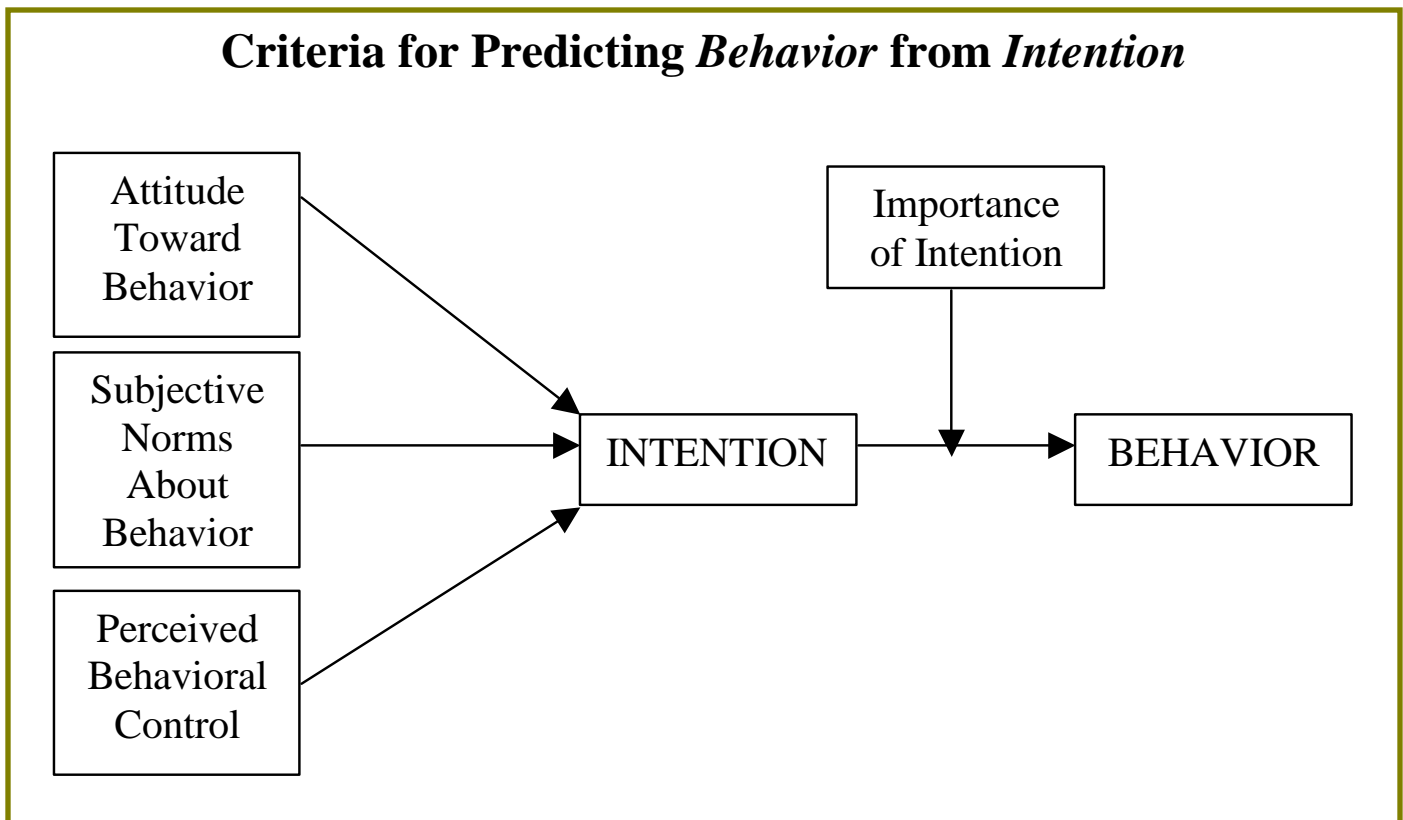 Criteria for Predicting Behavior from Intention
Attitude
Toward
Behavior
Importance
of Intention
Subjective
Norms
About
Behavior
INTENTION
BEHAVIOR
Perceived
Behavioral
Control